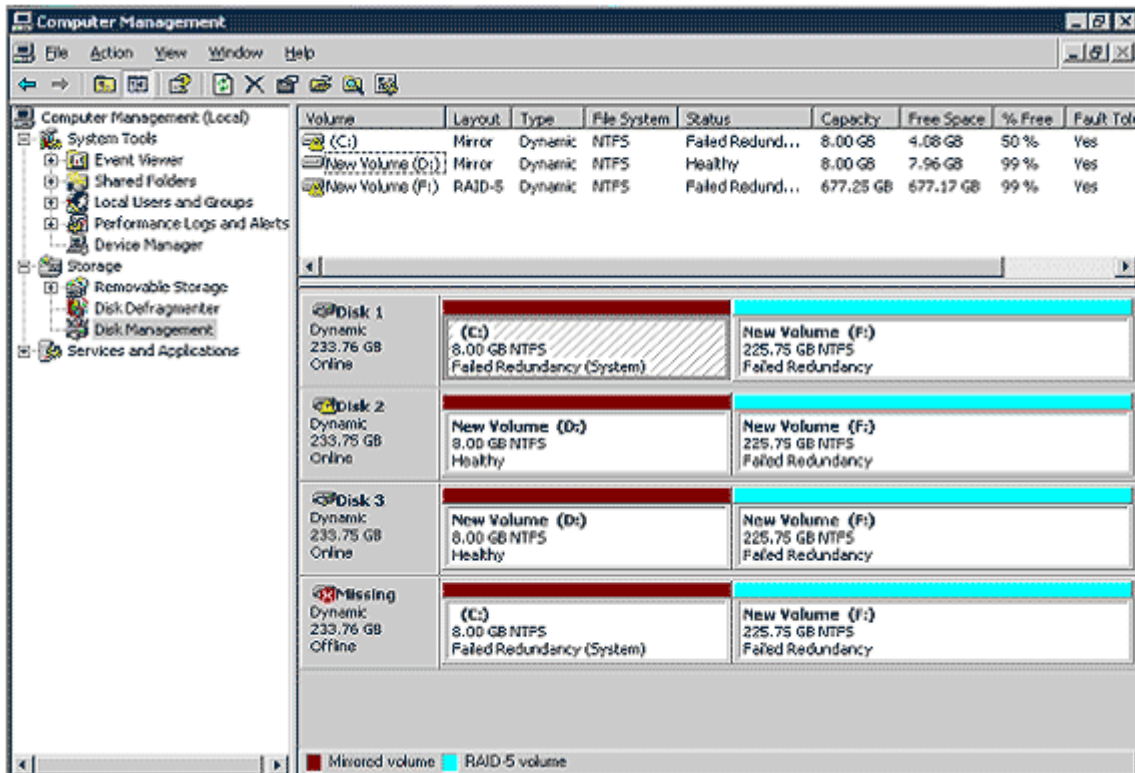 Computer Management
File Action View Window Help
Computer Management (Local)
System Tools
Event Viewer
Shared Folders
Local Users and Groups
Performance Logs and Alerts
Device Manager
Storage
Removable Storage
Disk Defragmenter
Disk Management
Services and Applications
Volume Layout Type File System Status Capacity Free Space % Free Fault Tole
(C:) Mirror Dynamic NTFS Failed Redund... 8.00 GB 4.08 GB 50 % Yes
New Volume (D:) Mirror Dynamic NTFS Healthy 8.00 GB 7.96 GB 99 % Yes
New Volume (F:) RAID-5 Dynamic NTFS Failed Redund... 677.25 GB 677.17 GB 99 % Yes
Disk 1
Dynamic
233.76 GB
Online
(C:)
8.00 GB NTFS
Failed Redundancy (System)
New Volume (F:)
225.75 GB NTFS
Failed Redundancy
Disk 2
Dynamic
233.75 GB
Online
New Volume (D:)
8.00 GB NTFS
Healthy
New Volume (F:)
225.75 GB NTFS
Failed Redundancy
Disk 3
Dynamic
233.75 GB
Online
New Volume (D:)
8.00 GB NTFS
Healthy
New Volume (F:)
225.75 GB NTFS
Failed Redundancy
Missing
Dynamic
233.76 GB
Offline
(C:)
8.00 GB NTFS
Failed Redundancy (System)
New Volume (F:)
225.75 GB NTFS
Failed Redundancy
Mirrored volume RAID-5 volume